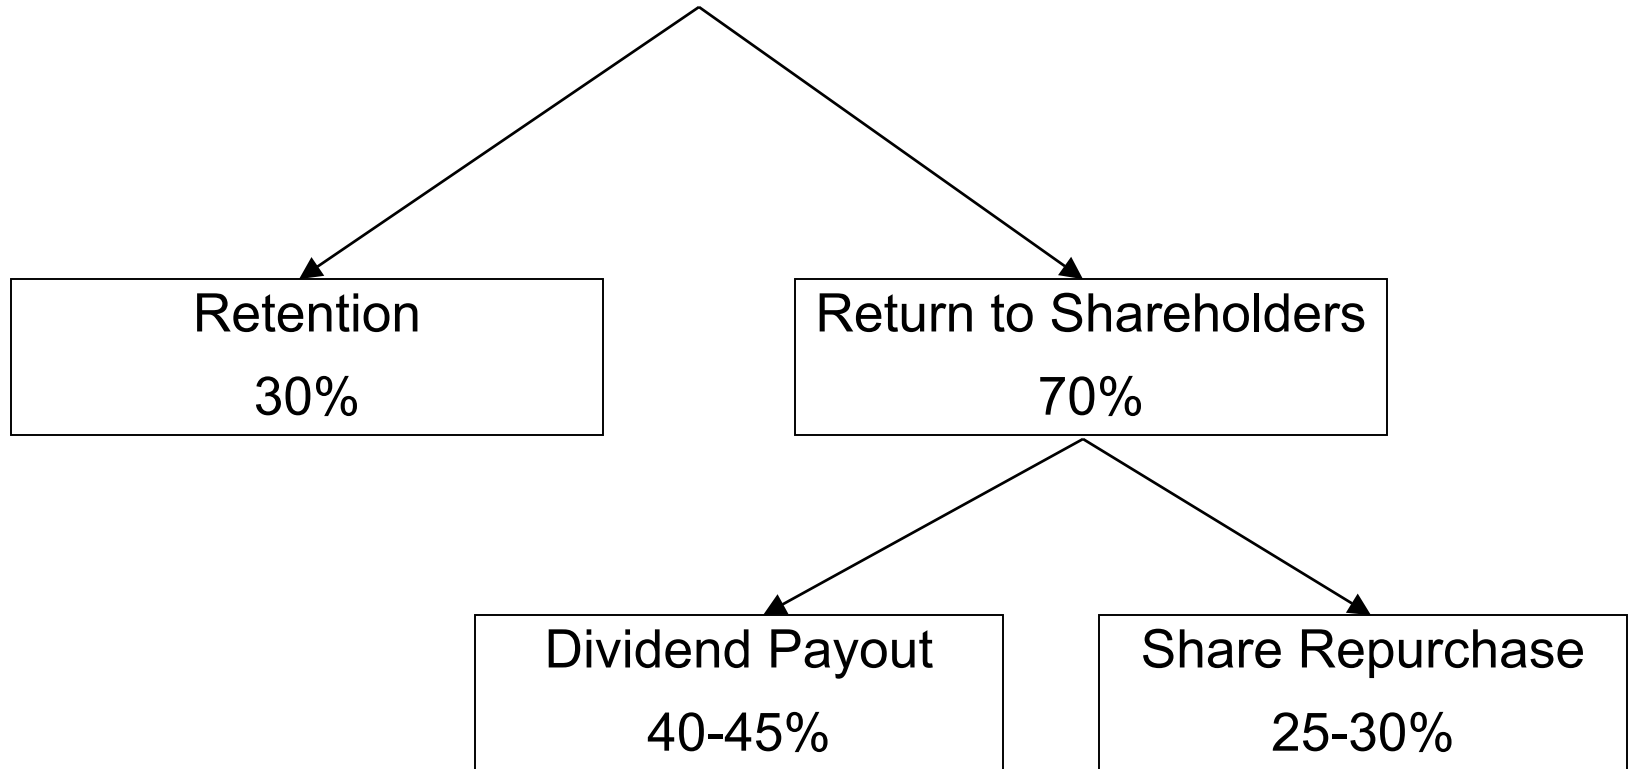 Retention
30%
Return to Shareholders
70%
Dividend Payout
40-45%
Share Repurchase
25-30%